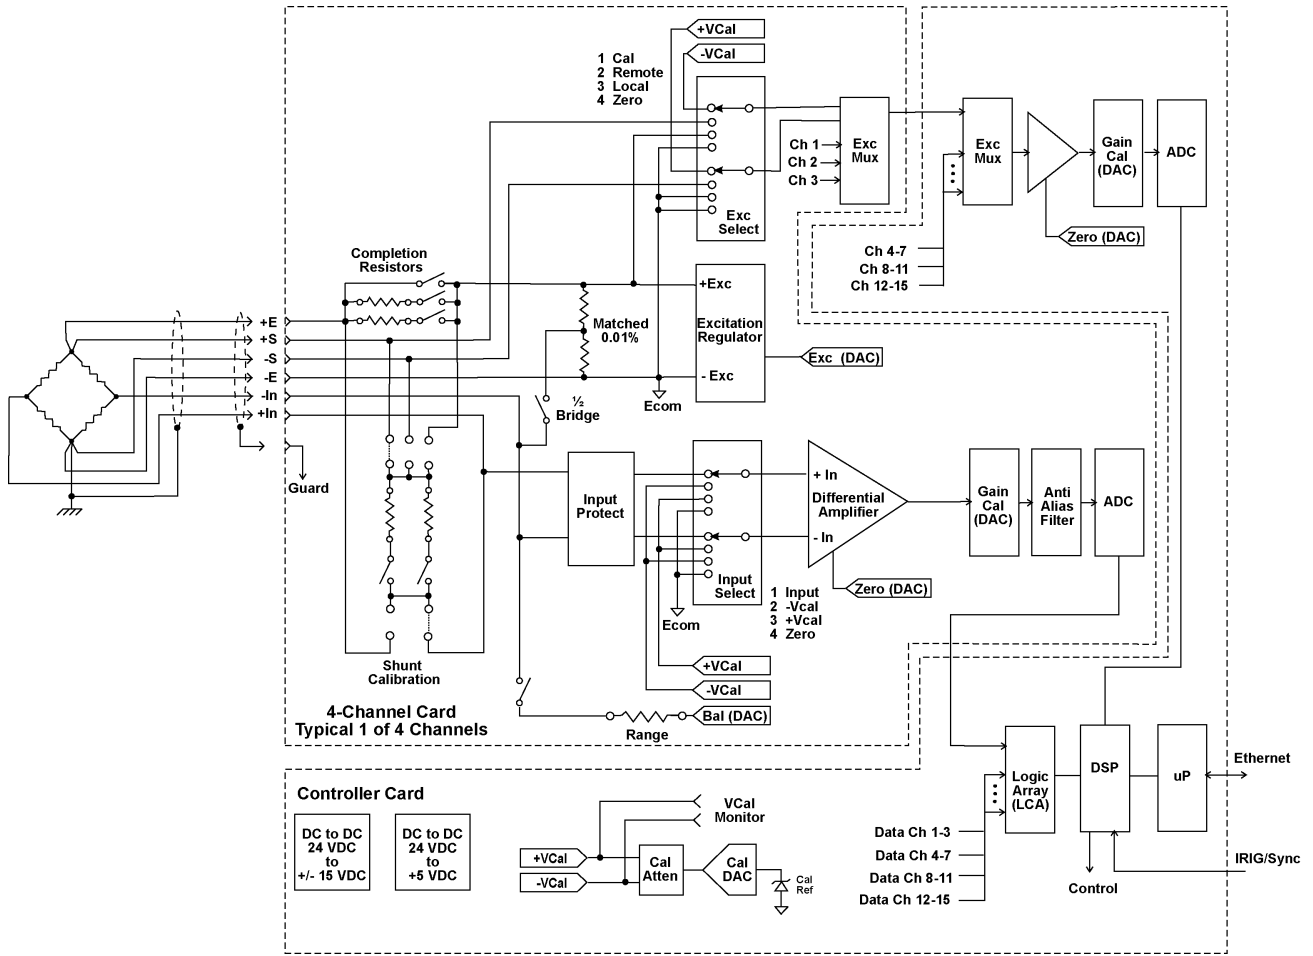 +VCal
-VCal
1 Cal
2 Remote
3 Local
4 Zero
Exc
Select
Ch 1
Ch 2
Ch 3
Exc
Mux
Exc
Mux
Gain
Cal
(DAC)
ADC
Zero (DAC)
Ch 4-7
Ch 8-11
Ch 12-15
Completion
Resistors
+Exc
Excitation
Regulator
- Exc
Matched
0.01%
Exc (DAC)
+E
+S
-S
-E
-In
+In
Ecom
½
Bridge
Guard
Input
Protect
+ In
Differential
Amplifier
- In
Gain
Cal
(DAC)
Anti
Alias
Filter
ADC
Input
Select
Zero (DAC)
Ecom
1 Input
2 -Vcal
3 +Vcal
4 Zero
Shunt
Calibration
+VCal
-VCal
Bal (DAC)
Range
4-Channel Card
Typical 1 of 4 Channels
Controller Card
DC to DC
24 VDC
to
+/- 15 VDC
DC to DC
24 VDC
to
+5 VDC
VCal
Monitor
+VCal
-VCal
Cal
Atten
Cal
DAC
Cal
Ref
Logic
Array
(LCA)
DSP
uP
Ethernet
Data Ch 1-3
Data Ch 4-7
Data Ch 8-11
Data Ch 12-15
IRIG/Sync
Control